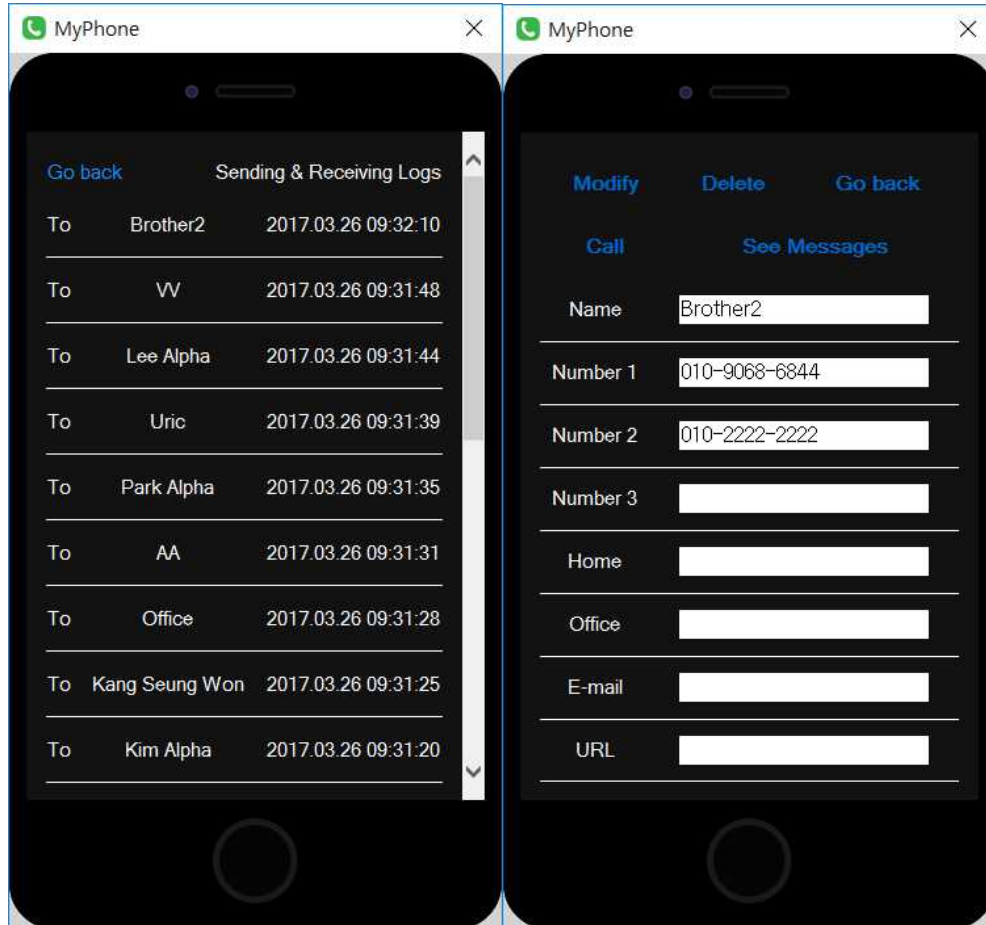 MyPhone
Go back Sending & Receiving Logs
To Brother2 2017.03.26 09:32:10
To VV 2017.03.26 09:31:48
To Lee Alpha 2017.03.26 09:31:44
To Uric 2017.03.26 09:31:39
To Park Alpha 2017.03.26 09:31:35
To AA 2017.03.26 09:31:31
To Office 2017.03.26 09:31:28
To Kang Seung Won 2017.03.26 09:31:25
To Kim Alpha 2017.03.26 09:31:20
MyPhone
Modify Delete Go back
Call See Messages
Name Brother2
Number 1 010-9068-6844
Number 2 010-2222-2222
Number 3
Home
Office
E-mail
URL